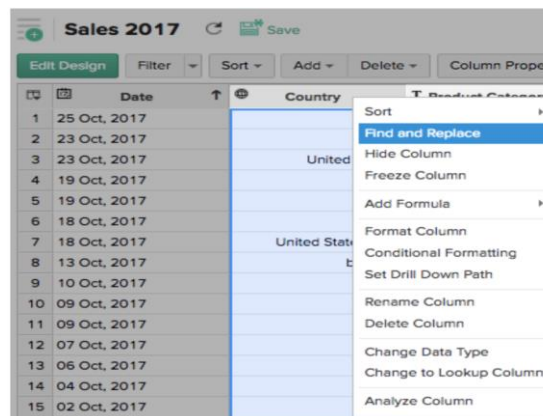 Sales 2017 Save
Edit Design Filter Sort Add Delete Column Prope
Date Country T Product Categor
1 25 Oct, 2017
2 23 Oct, 2017
3 23 Oct, 2017 United
4 19 Oct, 2017
5 19 Oct, 2017
6 18 Oct, 2017
7 18 Oct, 2017 United Stat
8 13 Oct, 2017 b
9 10 Oct, 2017
10 09 Oct, 2017
11 09 Oct, 2017
12 07 Oct, 2017
13 06 Oct, 2017
14 04 Oct, 2017
15 02 Oct, 2017
Sort
Find and Replace
Hide Column
Freeze Column
Add Formula
Format Column
Conditional Formatting
Set Drill Down Path
Rename Column
Delete Column
Change Data Type
Change to Lookup Column
Analyze Column